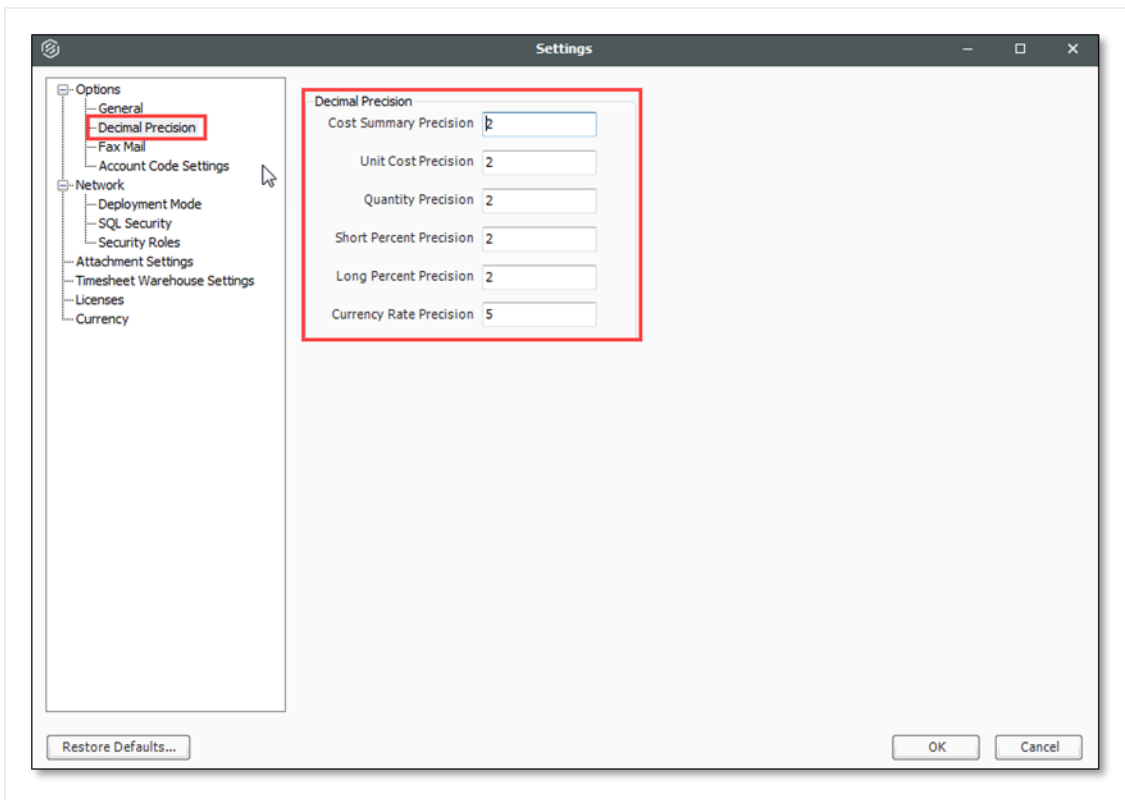 Settings
Options
General
Decimal Precision
Fax Mail
Account Code Settings
Network
Deployment Mode
SQL Security
Security Roles
Attachment Settings
Timesheet Warehouse Settings
Licenses
Currency
Decimal Precision
Cost Summary Precision 2
Unit Cost Precision 2
Quantity Precision 2
Short Percent Precision 2
Long Percent Precision 2
Currency Rate Precision 5
Restore Defaults...
OK
Cancel